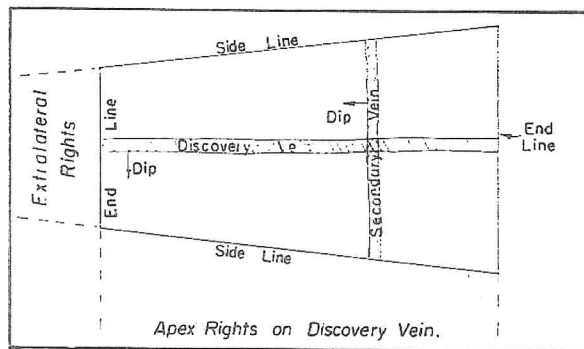 Side Line
Extralateral
Rights
Line
End
Dip
Discovery
Dip
Secondary Vein
End
Line
Side Line
Apex Rights on Discovery Vein.